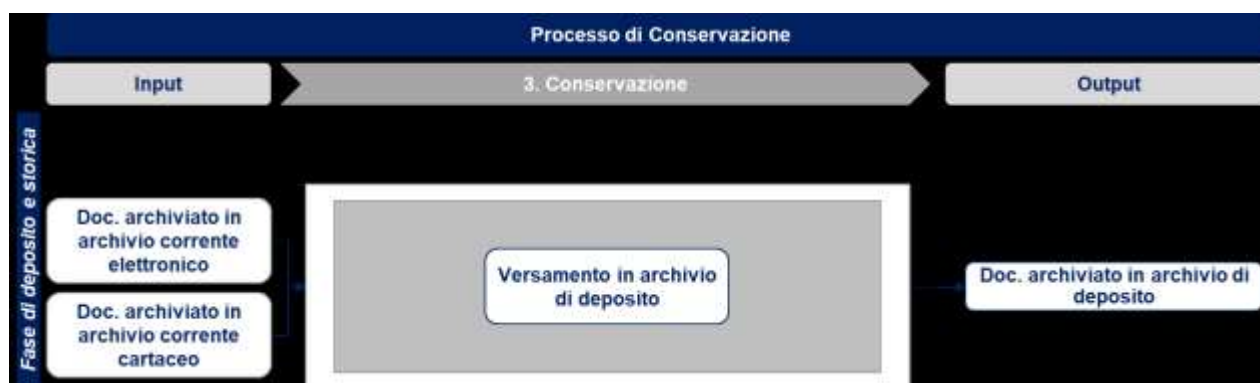 Processo di Conservazione
Input
3. Conservazione
Output
Fase di deposito e storica
Doc. archiviato in
archivio corrente
elettronico
Doc. archiviato in
archivio corrente
cartaceo
Versamento in archivio
di deposito
Doc. archiviato in archivio di
deposito